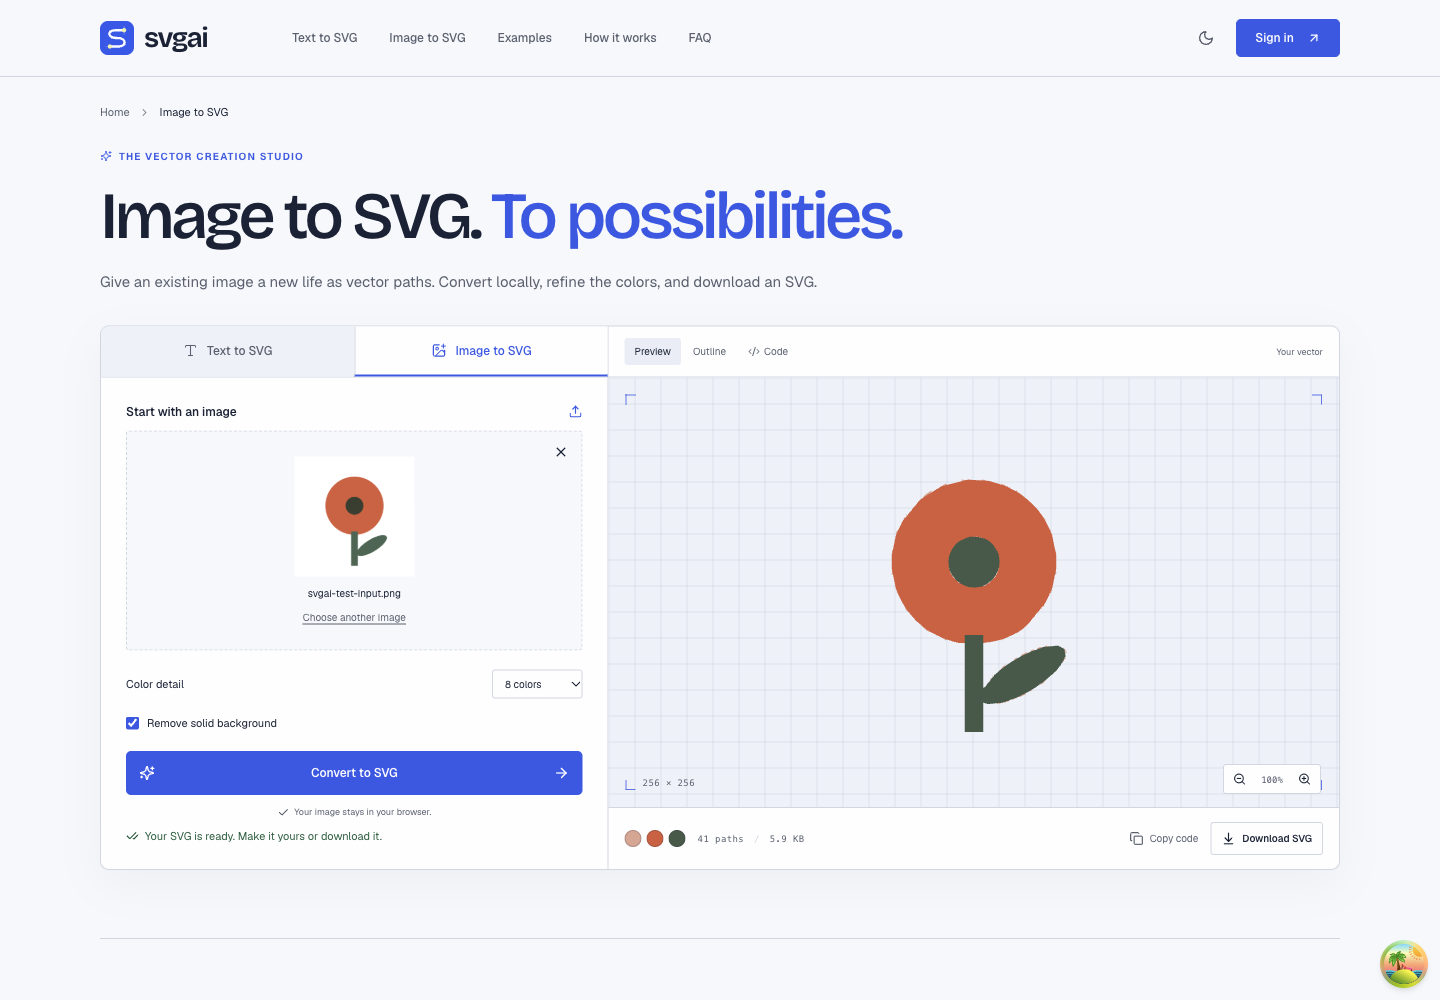 svgai
Text to SVG
Image to SVG
Examples
How it works
FAQ
Sign in
Home
Image to SVG
THE VECTOR CREATION STUDIO
Image to SVG. To possibilities.
Give an existing image a new life as vector paths. Convert locally, refine the colors, and download an SVG.
Text to SVG
Image to SVG
Preview
Outline
Code
Your vector
Start with an image
svgai-test-input.png
Choose another image
Color detail
8 colors
Remove solid background
Convert to SVG
Your image stays in your browser.
Your SVG is ready. Make it yours or download it.
256 × 256
100%
41 paths / 5.9 KB
Copy code
Download SVG